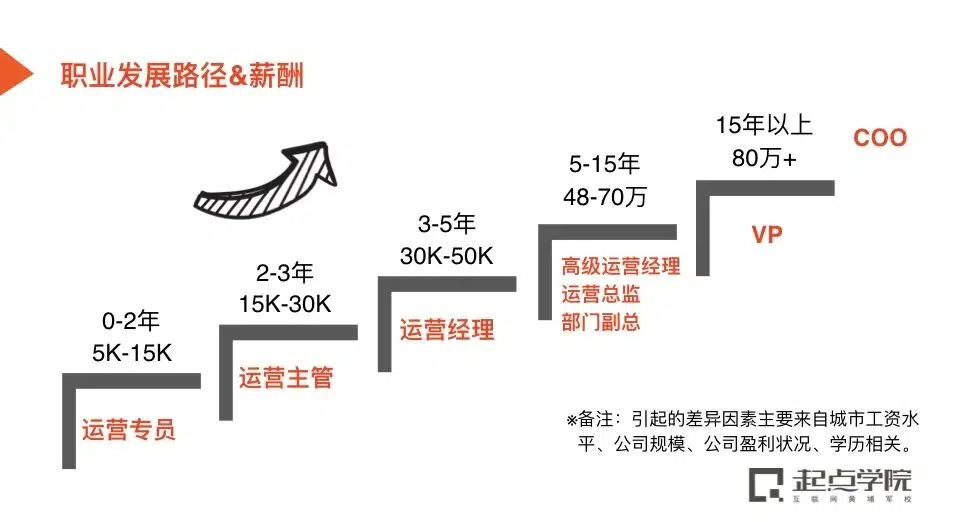 职业发展路径&薪酬
15年以上
80万+
COO
VP
5-15年
48-70万
高级运营经理
运营总监
部门副总
3-5年
30K-50K
运营经理
2-3年
15K-30K
运营主管
0-2年
5K-15K
运营专员
※备注：引起的差异因素主要来自城市工资水
平、公司规模、公司盈利状况、学历相关。
起点学院
互联网黄埔军校